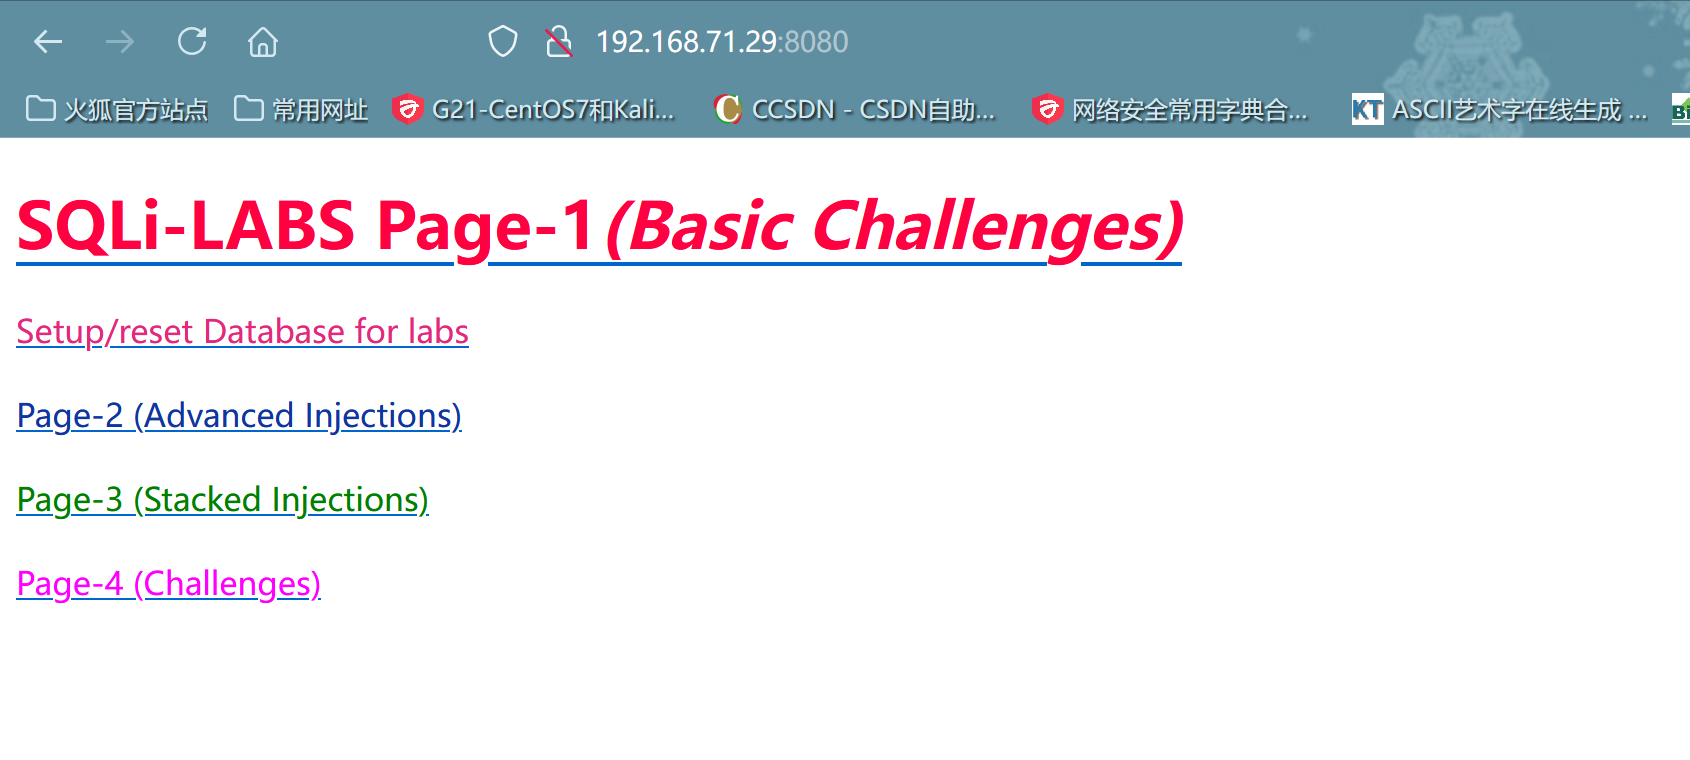 192.168.71.29:8080
火狐官方站点 常用网址 G21-CentOS7和Kali... C CCSDN - CSDN自助... 网络安全常用字典合... KT ASCII艺术字在线生成 ... Bi
SQLi-LABS Page-1(Basic Challenges)
Setup/reset Database for labs
Page-2 (Advanced Injections)
Page-3 (Stacked Injections)
Page-4 (Challenges)